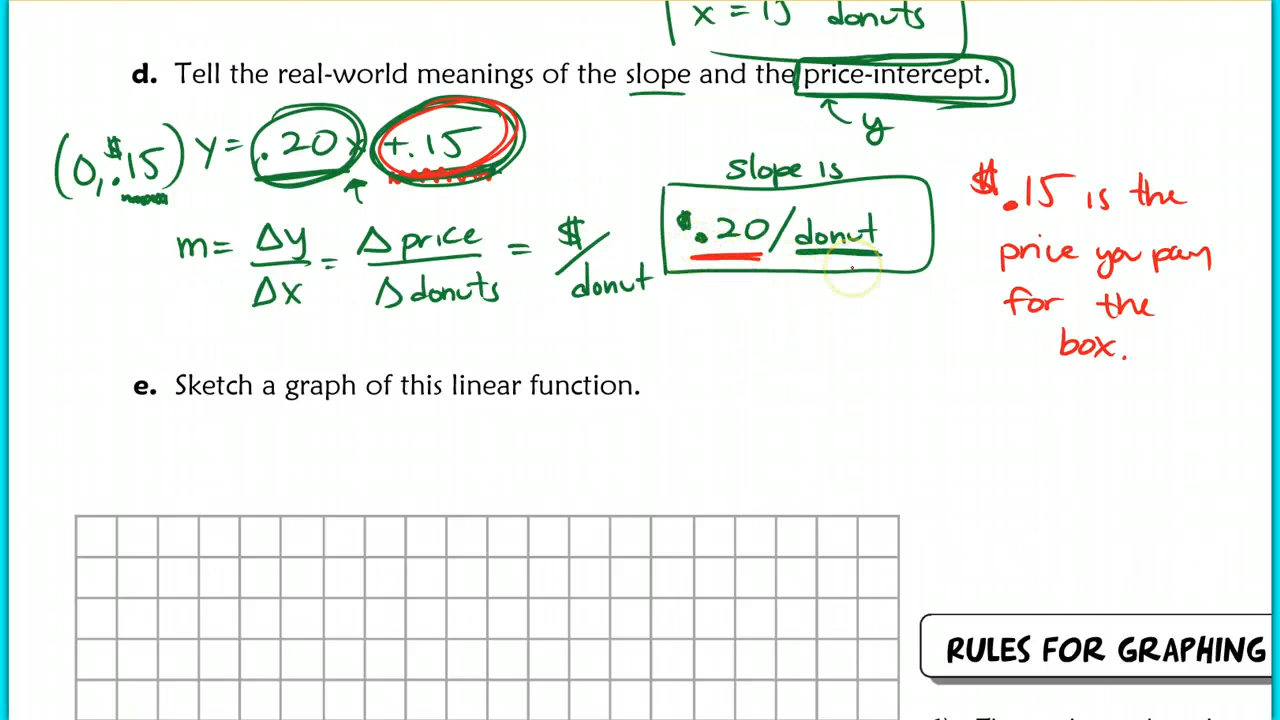 x = 15 donuts
d. Tell the real-world meanings of the slope and the price-intercept.
y
(0, $.15) y = .20x +.15
slope is
$.20/donut
m = Δy/Δx = Δ price/Δ donuts = $/donut
$.15 is the
price you pay
for the
box.
e. Sketch a graph of this linear function.
RULES FOR GRAPHING